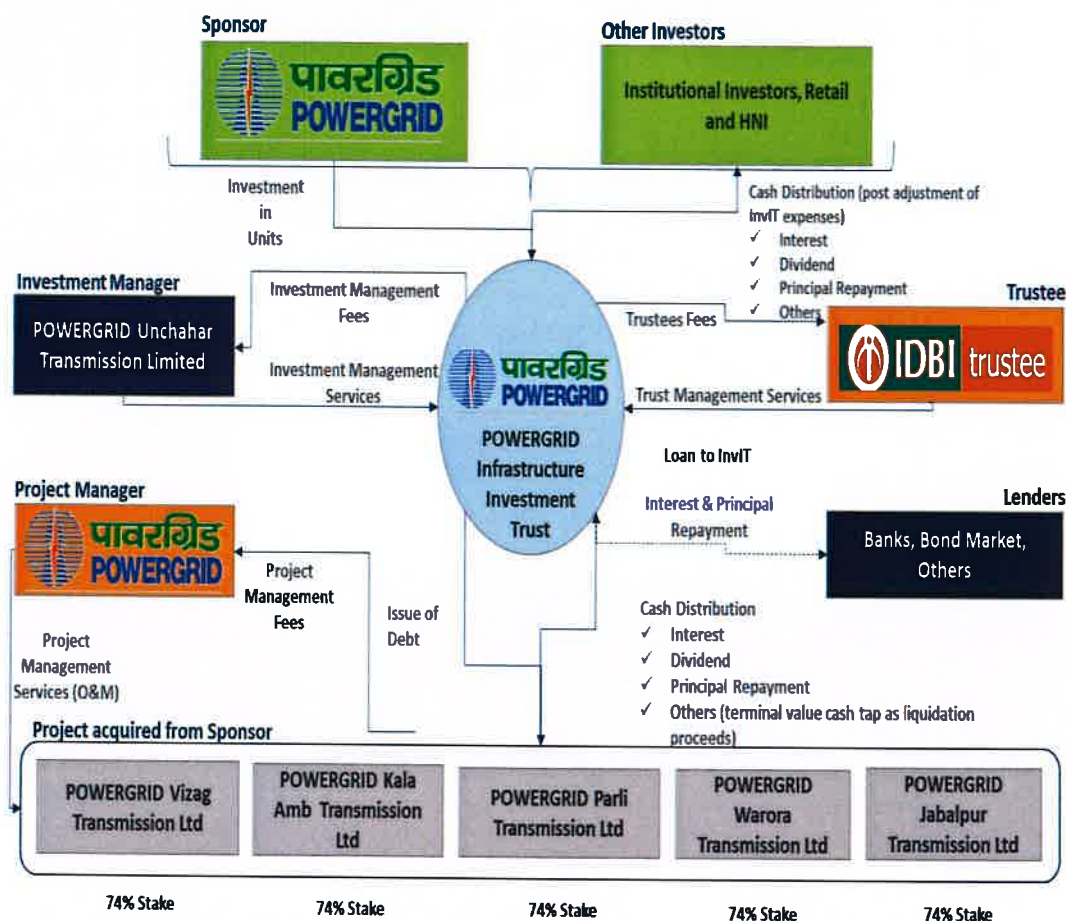 Sponsor
पावरग्रिड
POWERGRID
Other Investors
Institutional Investors, Retail
and HNI
Investment
in
Units
Cash Distribution (post adjustment of
InvIT expenses)
✓ Interest
✓ Dividend
✓ Principal Repayment
✓ Others
Investment Manager
POWERGRID Unchahar
Transmission Limited
Investment Management
Fees
Investment Management
Services
पावरग्रिड
POWERGRID
POWERGRID
Infrastructure
Investment
Trust
Trustees Fees
Trustee
IDBI trustee
Trust Management Services
Loan to InvIT
Interest & Principal
Repayment
Lenders
Banks, Bond Market,
Others
Project Manager
पावरग्रिड
POWERGRID
Project
Management
Fees
Issue of
Debt
Project
Management
Services (O&M)
Cash Distribution
✓ Interest
✓ Dividend
✓ Principal Repayment
✓ Others (terminal value cash tap as liquidation
proceeds)
Project acquired from Sponsor
POWERGRID Vizag
Transmission Ltd
POWERGRID Kala
Amb Transmission
Ltd
POWERGRID Parli
Transmission Ltd
POWERGRID
Warora
Transmission Ltd
POWERGRID
Jabalpur
Transmission Ltd
74% Stake
74% Stake
74% Stake
74% Stake
74% Stake